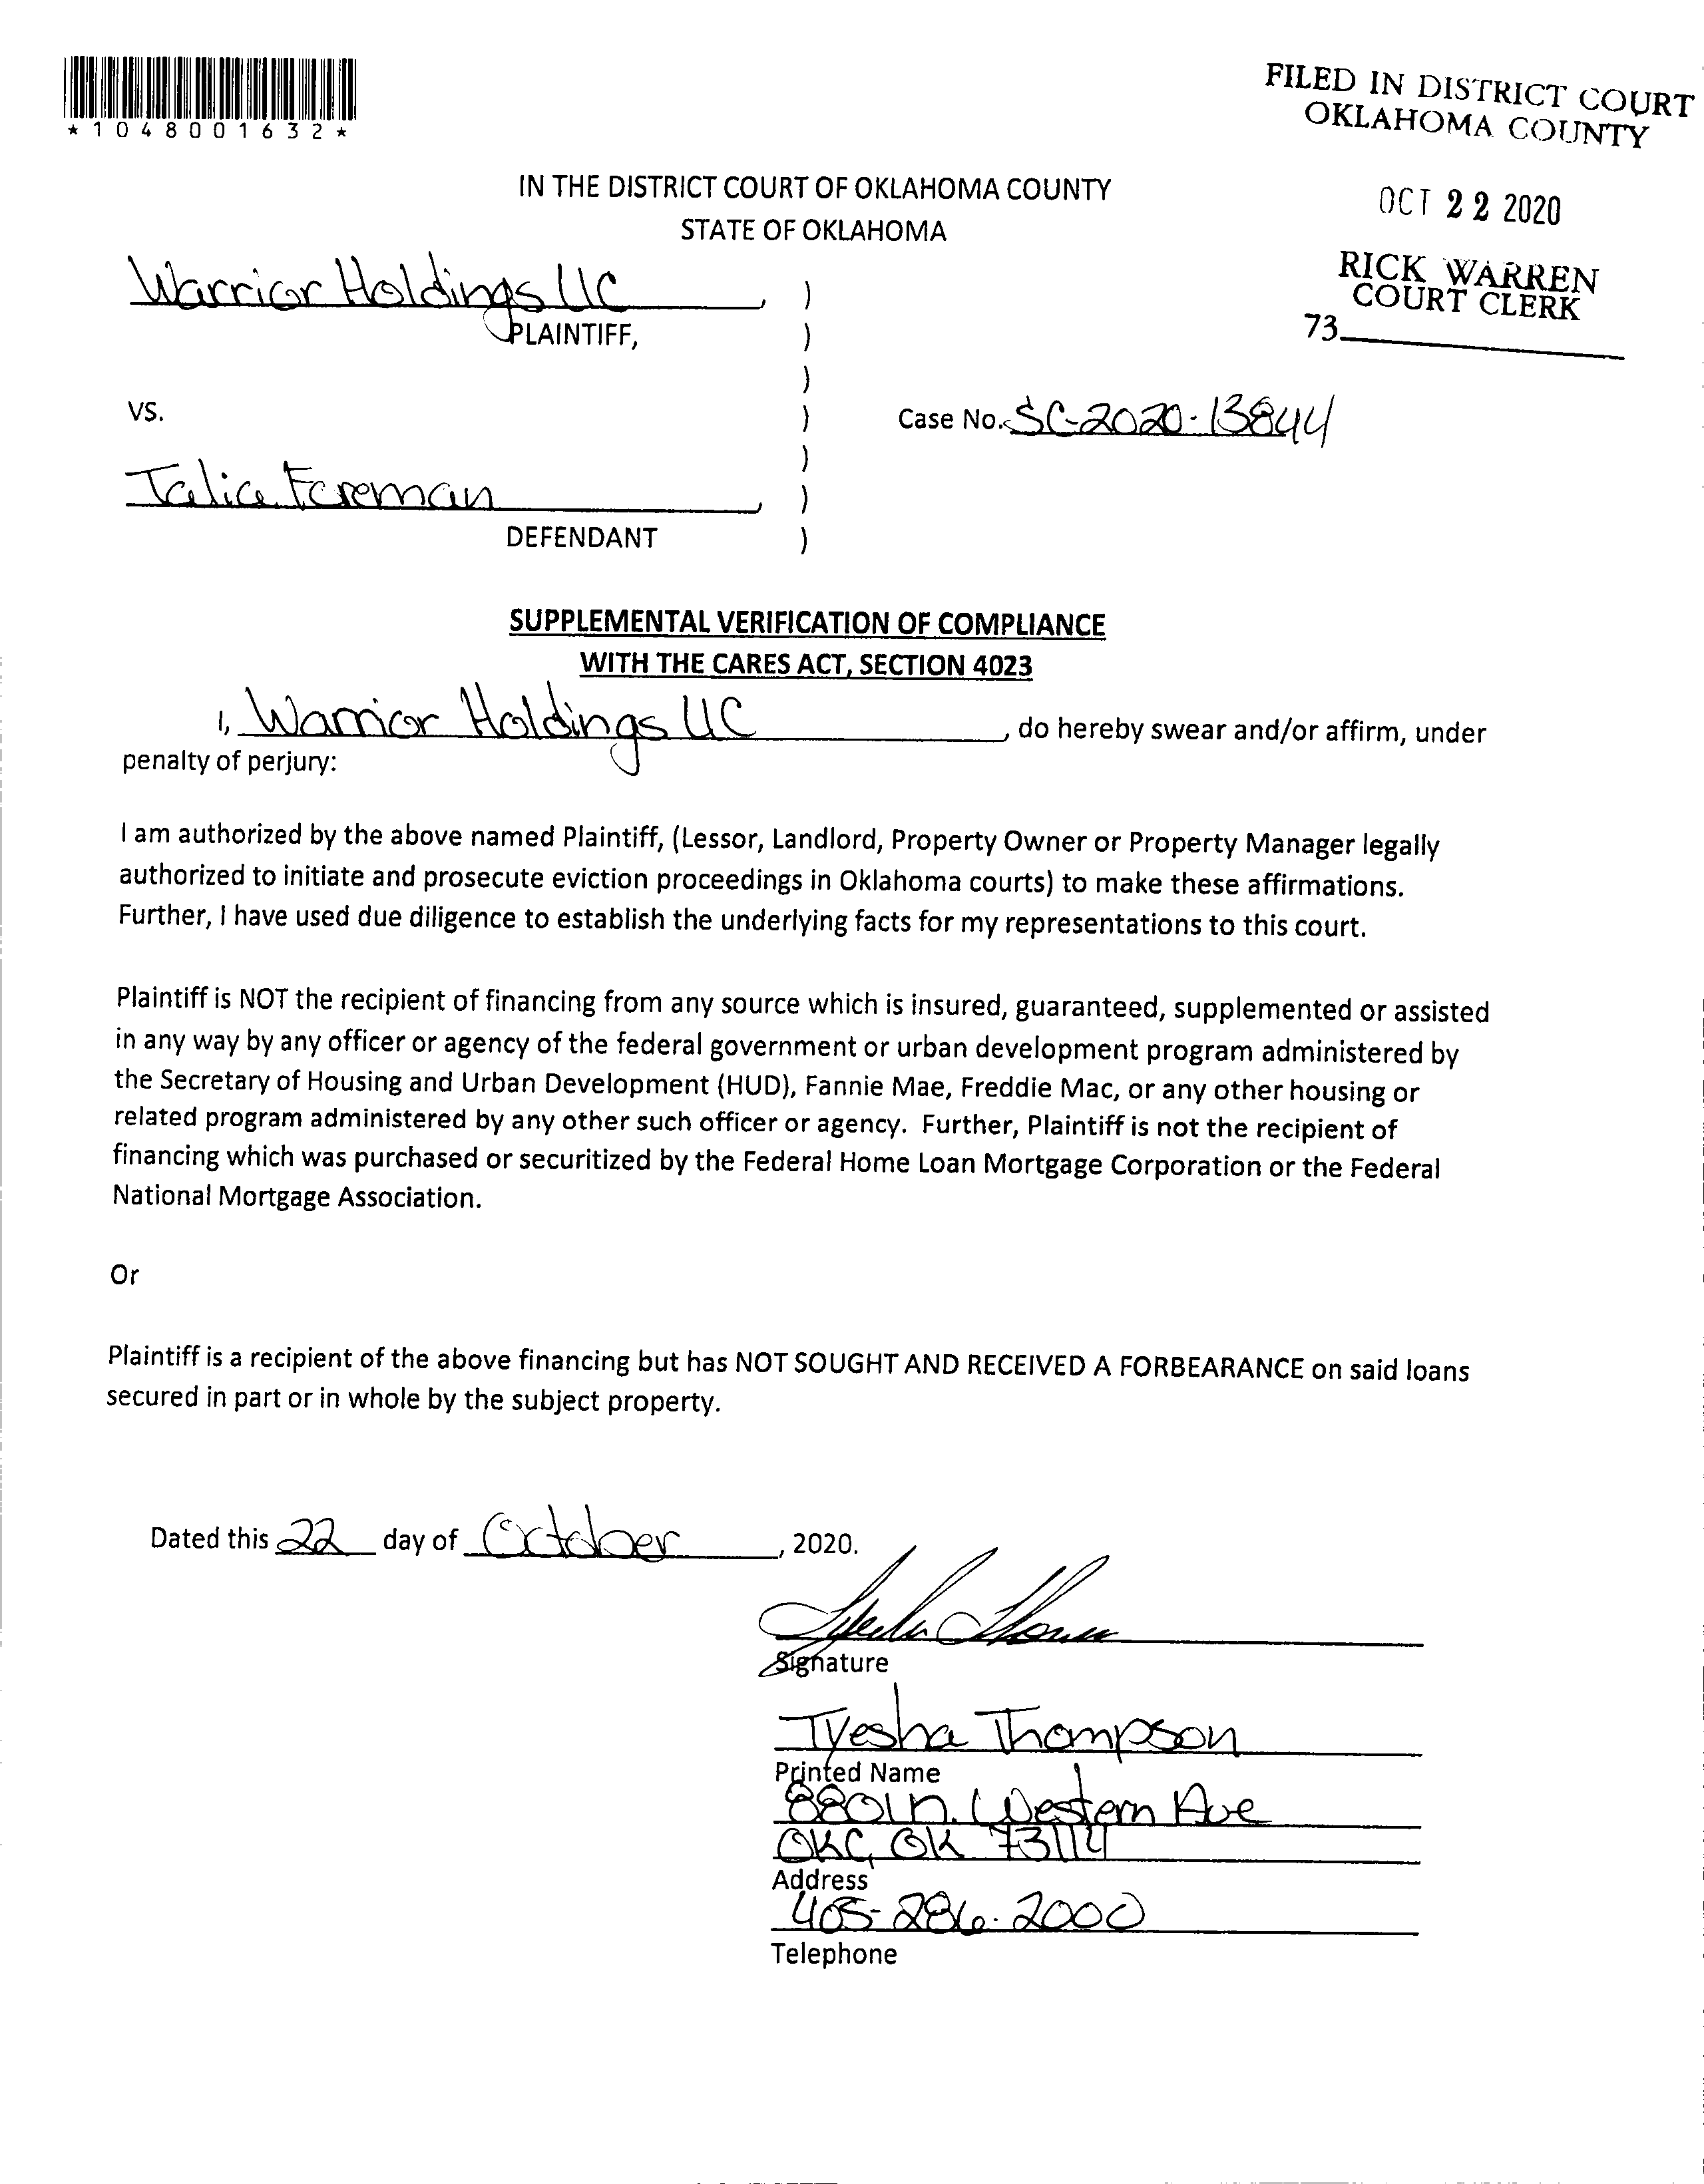 *1048001632*
FILED IN DISTRICT COURT
OKLAHOMA COUNTY
OCT 22 2020
RICK WARREN
COURT CLERK
73
IN THE DISTRICT COURT OF OKLAHOMA COUNTY
STATE OF OKLAHOMA
Warrior Holdings LLC, )
PLAINTIFF, )
)
VS. ) Case No. SC-2020-13844
)
Talica Foreman, )
DEFENDANT )
SUPPLEMENTAL VERIFICATION OF COMPLIANCE
WITH THE CARES ACT, SECTION 4023
I, Warrior Holdings LLC, do hereby swear and/or affirm, under
penalty of perjury:
I am authorized by the above named Plaintiff, (Lessor, Landlord, Property Owner or Property Manager legally
authorized to initiate and prosecute eviction proceedings in Oklahoma courts) to make these affirmations.
Further, I have used due diligence to establish the underlying facts for my representations to this court.
Plaintiff is NOT the recipient of financing from any source which is insured, guaranteed, supplemented or assisted
in any way by any officer or agency of the federal government or urban development program administered by
the Secretary of Housing and Urban Development (HUD), Fannie Mae, Freddie Mac, or any other housing or
related program administered by any other such officer or agency. Further, Plaintiff is not the recipient of
financing which was purchased or securitized by the Federal Home Loan Mortgage Corporation or the Federal
National Mortgage Association.
Or
Plaintiff is a recipient of the above financing but has NOT SOUGHT AND RECEIVED A FORBEARANCE on said loans
secured in part or in whole by the subject property.
Dated this 22 day of October, 2020.
Signature
Tyesha Thompson
Printed Name
8801 N. Western Ave
OKC, OK 73114
Address
405-286-2000
Telephone